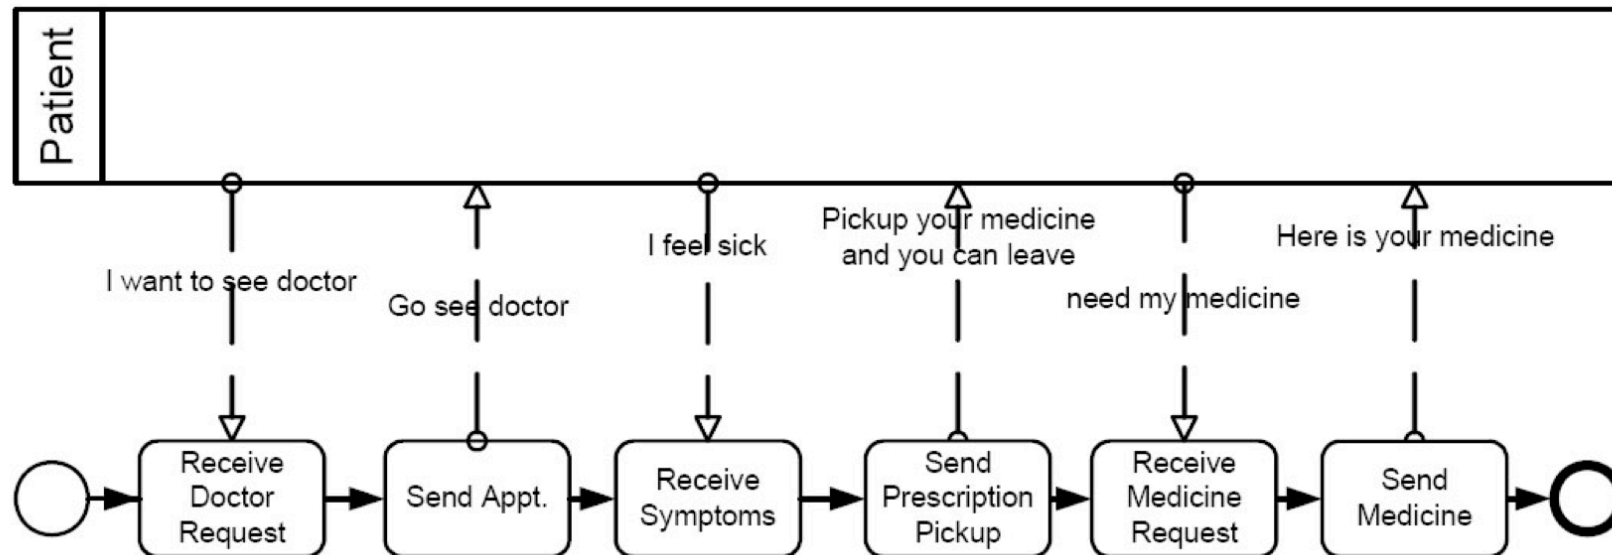 Patient
I want to see doctor
Go see doctor
I feel sick
Pickup your medicine
and you can leave
need my medicine
Here is your medicine
Receive
Doctor
Request
Send Appt.
Receive
Symptoms
Send
Prescription
Pickup
Receive
Medicine
Request
Send
Medicine